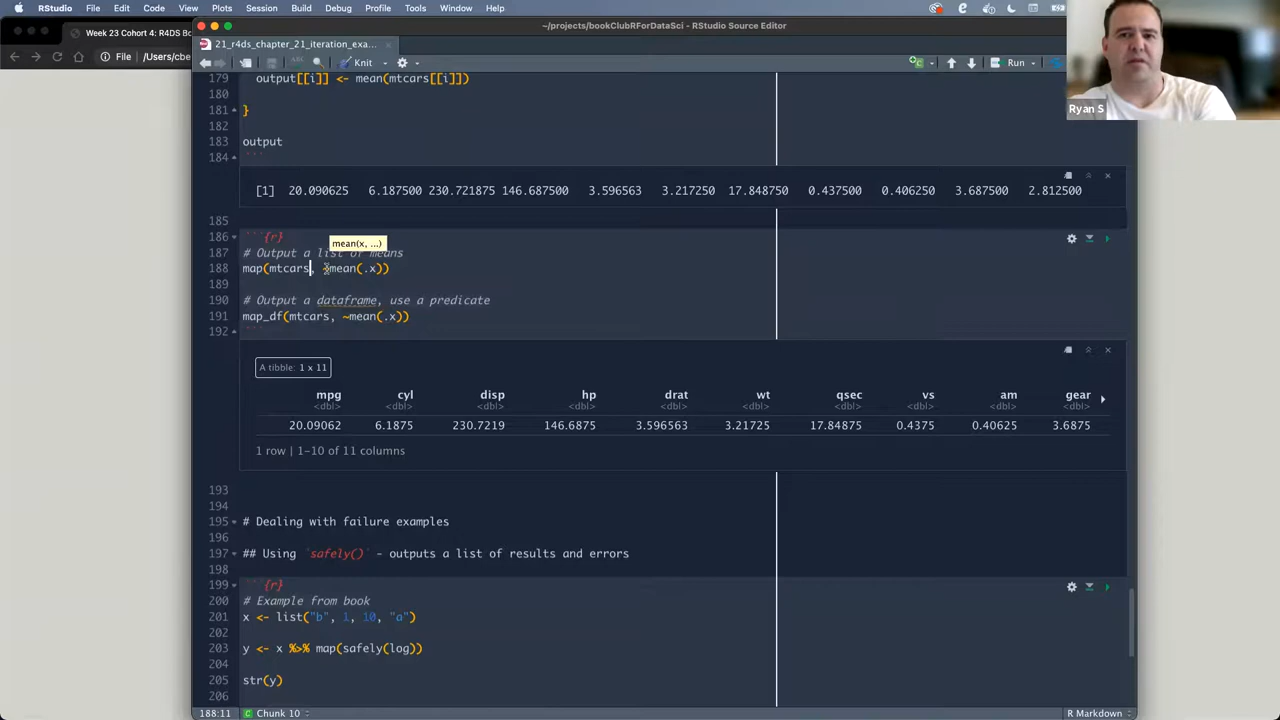 RStudio File Edit Code View Plots Session Build Debug Profile Tools Window Help
Week 23 Cohort 4: R4DS Bo
~/projects/bookClubRForDataSci - RStudio Source Editor
21_r4ds_chapter_21_iteration_exa...
File /Users/cbe
Knit
Run
Ryan S
179 output[[i]] <- mean(mtcars[[i]])
180
181 }
182
183 output
184 ```
[1] 20.090625 6.187500 230.721875 146.687500 3.596563 3.217250 17.848750 0.437500 0.406250 3.687500 2.812500
185
186 ```{r}
mean(x, ...)
187 # Output a list of means
188 map(mtcars, ~mean(.x))
189
190 # Output a dataframe, use a predicate
191 map_df(mtcars, ~mean(.x))
192 ```
A tibble: 1 x 11
mpg cyl disp hp drat wt qsec vs am gear
<dbl> <dbl> <dbl> <dbl> <dbl> <dbl> <dbl> <dbl> <dbl> <dbl>
20.09062 6.1875 230.7219 146.6875 3.596563 3.21725 17.84875 0.4375 0.40625 3.6875
1 row | 1-10 of 11 columns
193
194
195 # Dealing with failure examples
196
197 ## Using `safely()` - outputs a list of results and errors
198
199 ```{r}
200 # Example from book
201 x <- list("b", 1, 10, "a")
202
203 y <- x %>% map(safely(log))
204
205 str(y)
206
188:11 Chunk 10 R Markdown